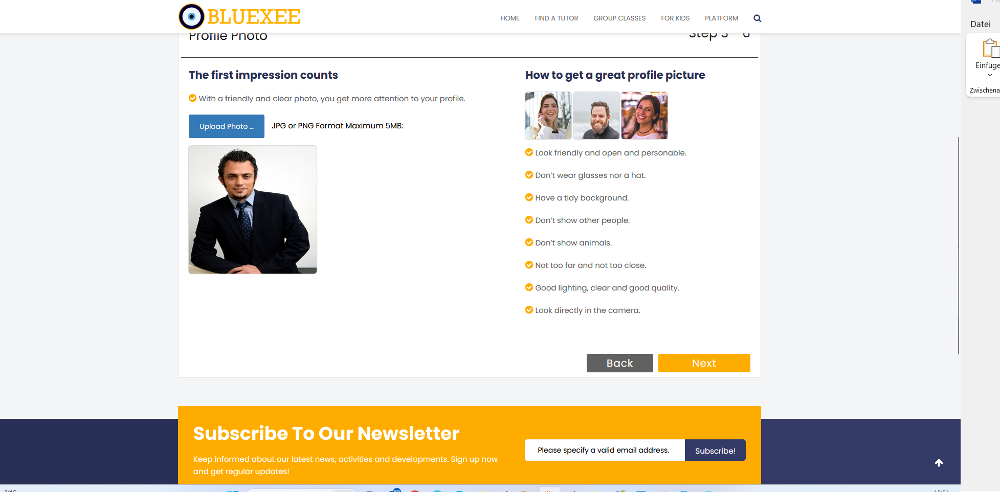 BLUEXEE
HOME FIND A TUTOR GROUP CLASSES FOR KIDS PLATFORM
Datei
Profile Photo
Step 3
Einfüge
Zwischena
The first impression counts
With a friendly and clear photo, you get more attention to your profile.
Upload Photo ...
JPG or PNG Format Maximum 5MB:
How to get a great profile picture
Look friendly and open and personable.
Don't wear glasses nor a hat.
Have a tidy background.
Don't show other people.
Don't show animals.
Not too far and not too close.
Good lighting, clear and good quality.
Look directly in the camera.
Back
Next
Subscribe To Our Newsletter
Keep informed about our latest news, activities and developments. Sign up now
and get regular updates!
Please specify a valid email address.
Subscribe!